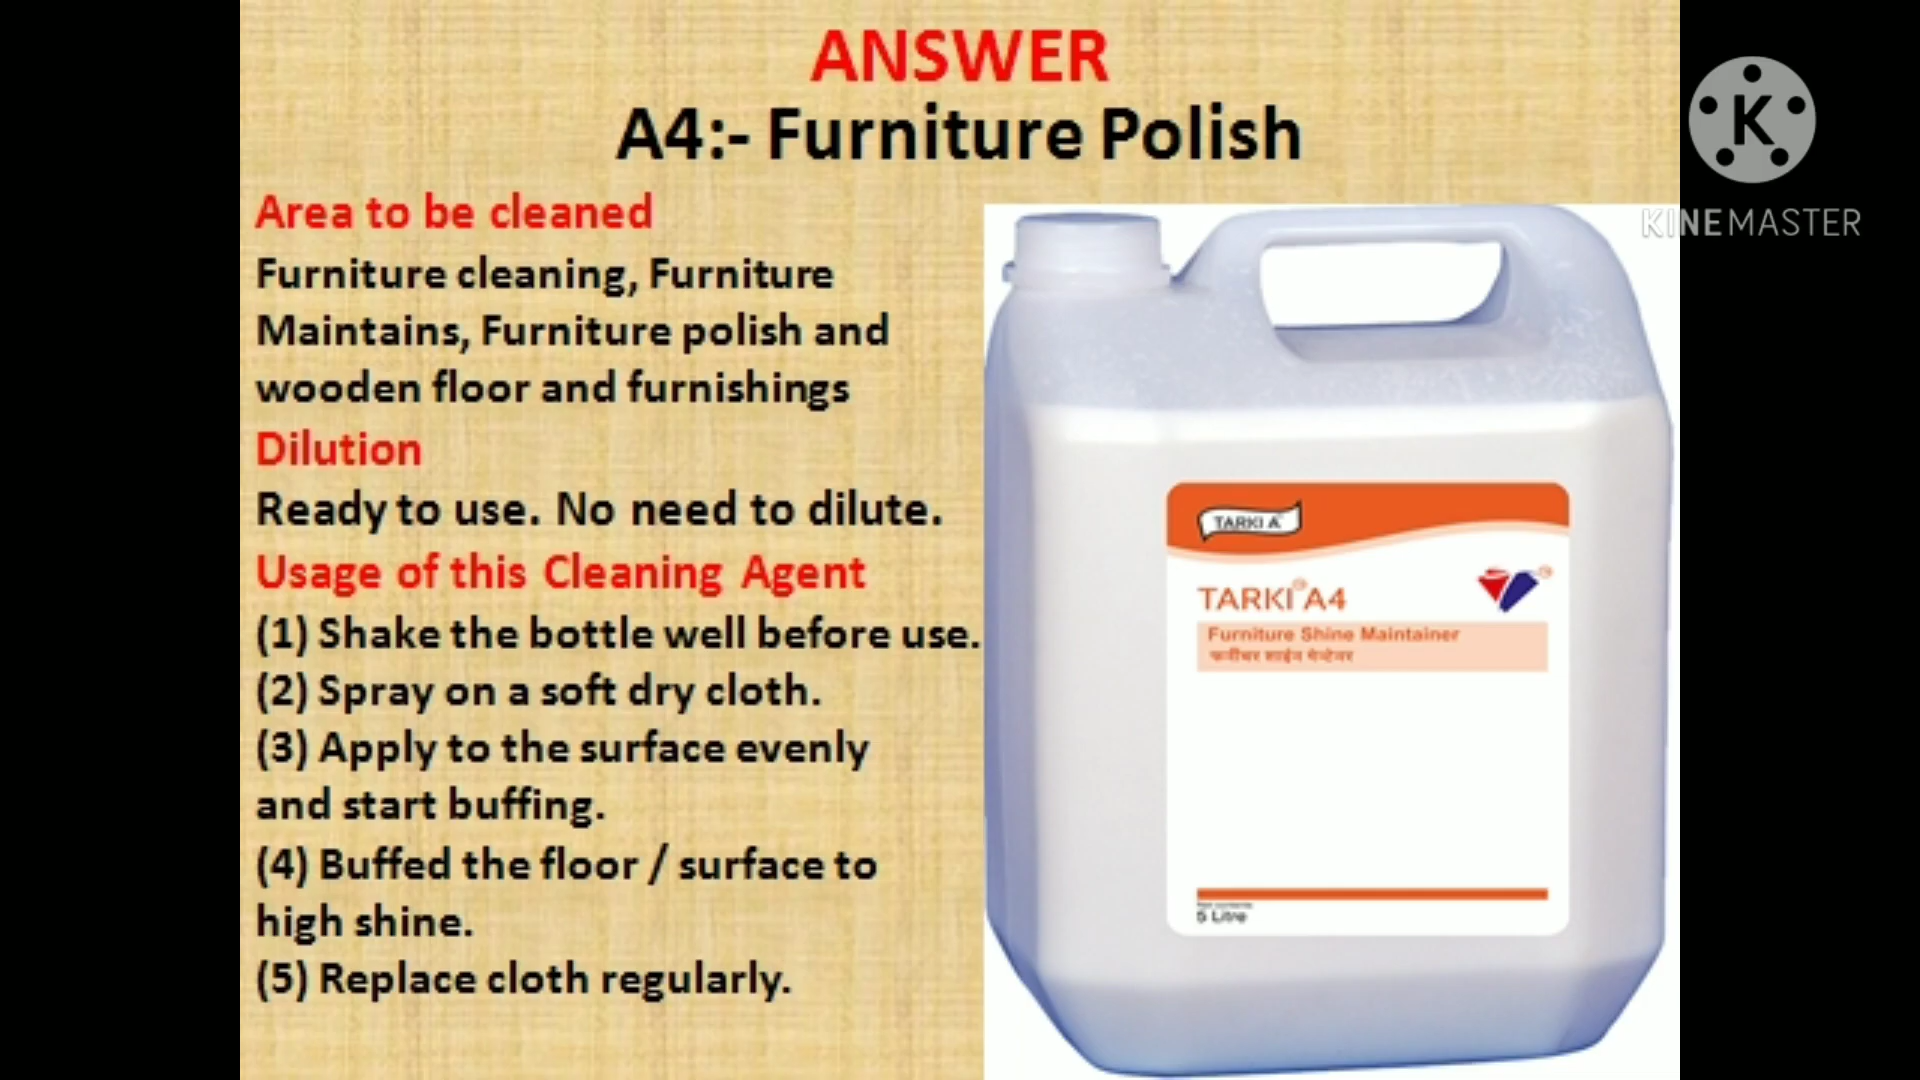 ANSWER
A4:- Furniture Polish
Area to be cleaned
Furniture cleaning, Furniture
Maintains, Furniture polish and
wooden floor and furnishings
Dilution
Ready to use. No need to dilute.
Usage of this Cleaning Agent
(1) Shake the bottle well before use.
(2) Spray on a soft dry cloth.
(3) Apply to the surface evenly
and start buffing.
(4) Buffed the floor / surface to
high shine.
(5) Replace cloth regularly.
TARKI A
TARKI A4
Furniture Shine Maintainer
5 Litre
K
KINEMASTER